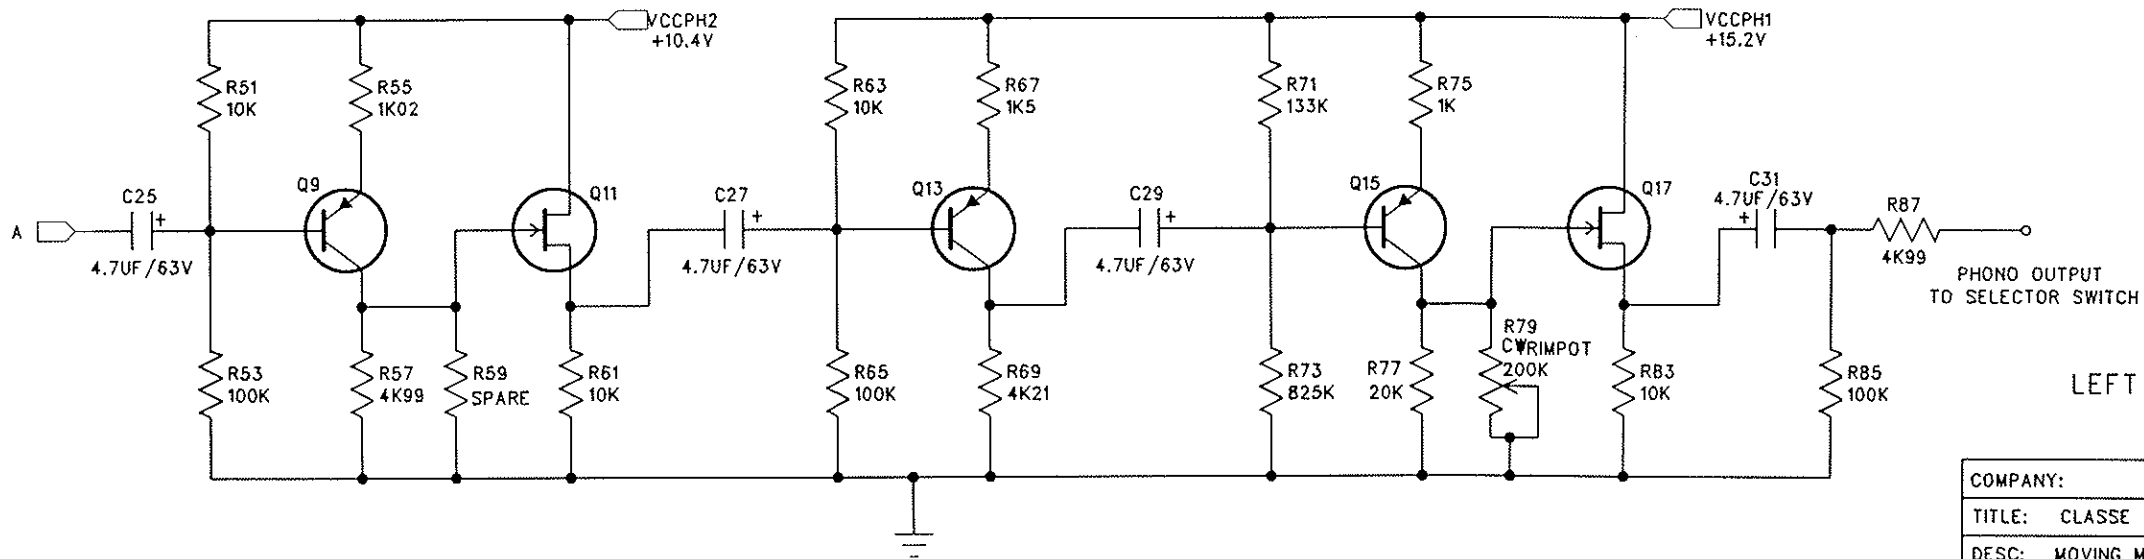 VCCPH2
+10.4V
VCCPH1
+15.2V
R51
10K
R55
1K02
R63
10K
R67
1K5
R71
133K
R75
1K
C25
+
4.7UF/63V
Q9
Q11
C27
+
4.7UF/63V
Q13
C29
+
4.7UF/63V
Q15
Q17
C31
4.7UF/63V
+
R87
4K99
A
PHONO OUTPUT
TO SELECTOR SWITCH
R53
100K
R57
4K99
R59
SPARE
R61
10K
R65
100K
R69
4K21
R73
825K
R77
20K
R79
200K
R83
10K
R85
100K
LEFT
COMPANY:
TITLE: CLASSE
DESC: MOVING M